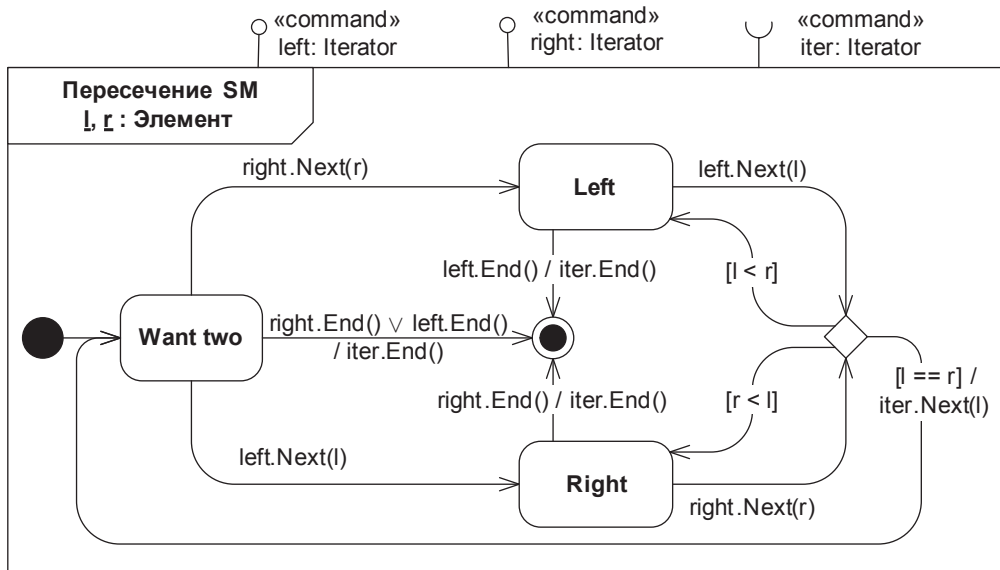 «command»
left: Iterator
«command»
right: Iterator
«command»
iter: Iterator
Пересечение SM
l, r : Элемент
right.Next(r)
Left
left.Next(l)
left.End() / iter.End()
[l < r]
Want two
right.End() ∨ left.End()
/ iter.End()
[l == r] /
iter.Next(l)
right.End() / iter.End()
[r < l]
left.Next(l)
Right
right.Next(r)